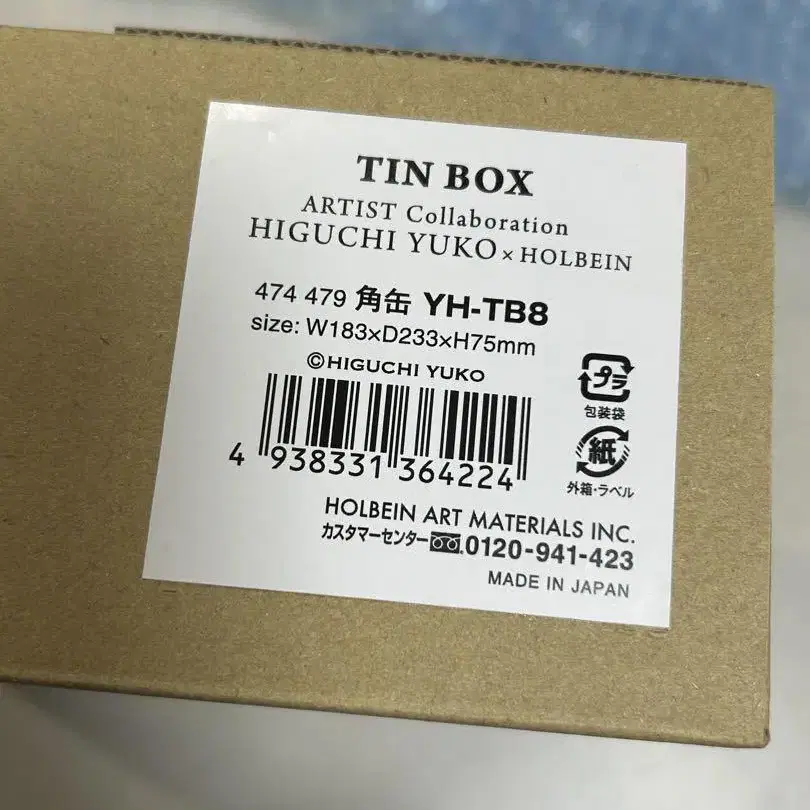 TIN BOX
ARTIST Collaboration
HIGUCHI YUKO × HOLBEIN
474 479 角缶 YH-TB8
size: W183×D233×H75mm
©HIGUCHI YUKO
プラ
包装袋
紙
外箱・ラベル
4 938331 364224
HOLBEIN ART MATERIALS INC.
カスタマーセンター 0120-941-423
MADE IN JAPAN